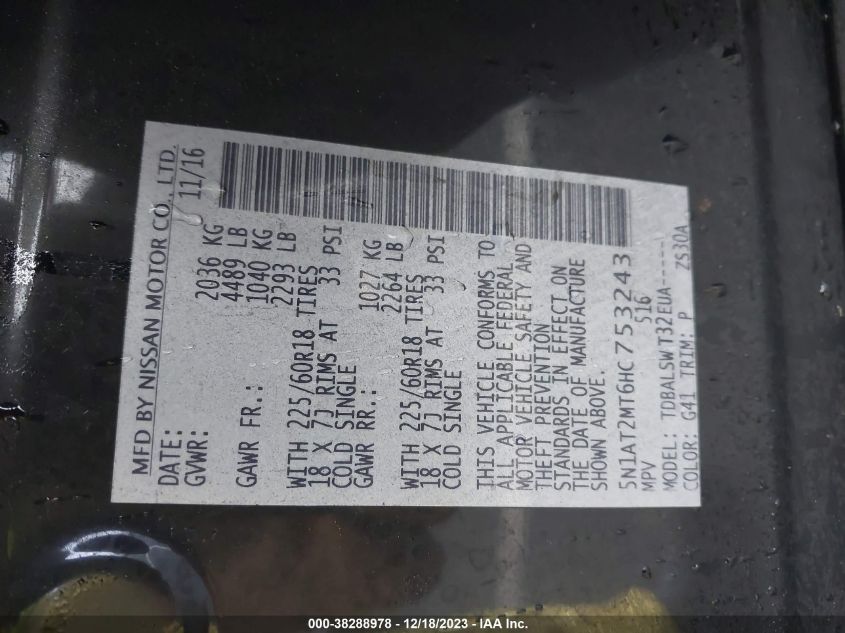 MFD BY NISSAN MOTOR CO., LTD.
DATE: 11/16
GVWR: 2036 KG
4489 LB
GAWR FR.: 1040 KG
2293 LB
WITH 225/60R18 TIRES
18 X 7J RIMS AT 33 PSI
COLD SINGLE
GAWR RR.: 1027 KG
2264 LB
WITH 225/60R18 TIRES
18 X 7J RIMS AT 33 PSI
COLD SINGLE
THIS VEHICLE CONFORMS TO
ALL APPLICABLE FEDERAL
MOTOR VEHICLE SAFETY AND
THEFT PREVENTION
STANDARDS IN EFFECT ON
THE DATE OF MANUFACTURE
SHOWN ABOVE.
5N1AT2MT6HC753243
MPV 516
MODEL: TDBALSWT32EUA-----
COLOR: G41 TRIM: P ZS30A
000-38288978 - 12/18/2023 - IAA Inc.